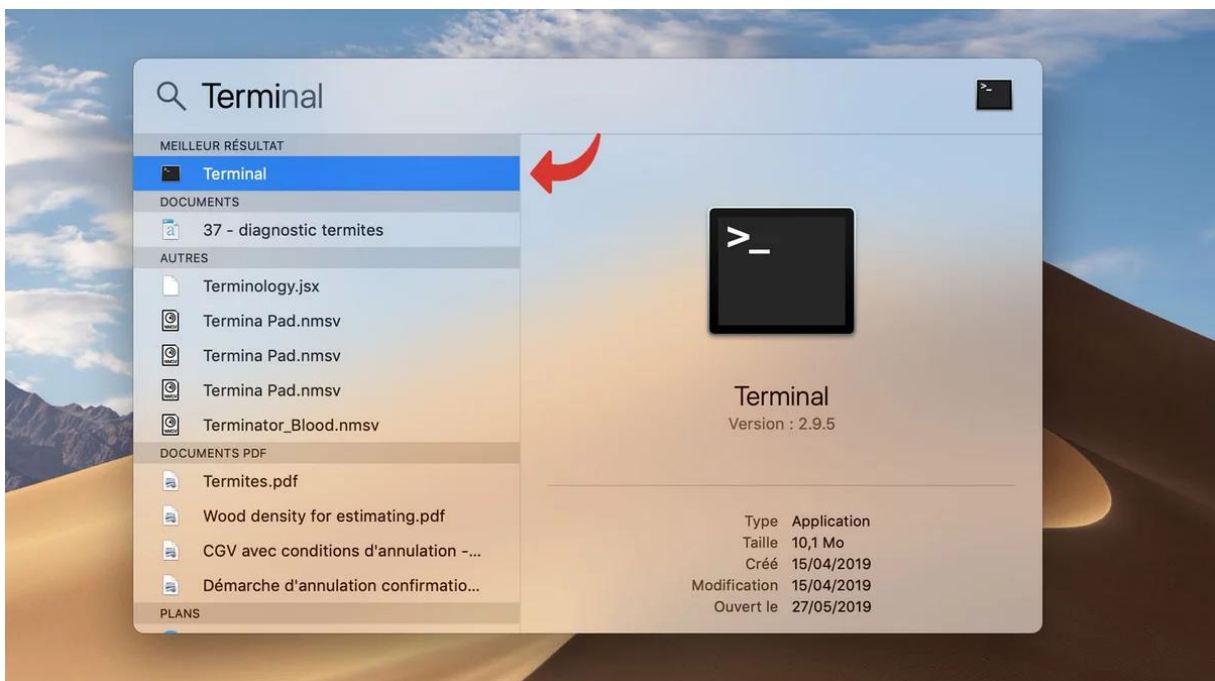 Terminal
MEILLEUR RÉSULTAT
Terminal
DOCUMENTS
37 - diagnostic termites
AUTRES
Terminology.jsx
Termina Pad.nmsv
Termina Pad.nmsv
Termina Pad.nmsv
Terminator_Blood.nmsv
DOCUMENTS PDF
Termites.pdf
Wood density for estimating.pdf
CGV avec conditions d'annulation -...
Démarche d'annulation confirmatio...
PLANS
>_
Terminal
Version : 2.9.5
Type Application
Taille 10,1 Mo
Créé 15/04/2019
Modification 15/04/2019
Ouvert le 27/05/2019